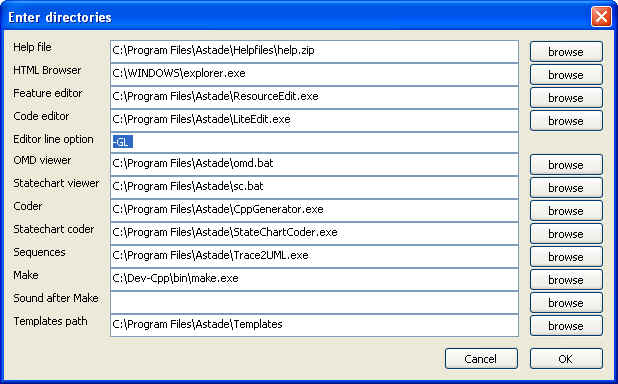 Enter directories
Help file C:\Program Files\Astade\Helpfiles\help.zip browse
HTML Browser C:\WINDOWS\explorer.exe browse
Feature editor C:\Program Files\Astade\ResourceEdit.exe browse
Code editor C:\Program Files\Astade\LiteEdit.exe browse
Editor line option -GL
OMD viewer C:\Program Files\Astade\omd.bat browse
Statechart viewer C:\Program Files\Astade\sc.bat browse
Coder C:\Program Files\Astade\CppGenerator.exe browse
Statechart coder C:\Program Files\Astade\StateChartCoder.exe browse
Sequences C:\Program Files\Astade\Trace2UML.exe browse
Make C:\Dev-Cpp\bin\make.exe browse
Sound after Make browse
Templates path C:\Program Files\Astade\Templates browse
Cancel OK